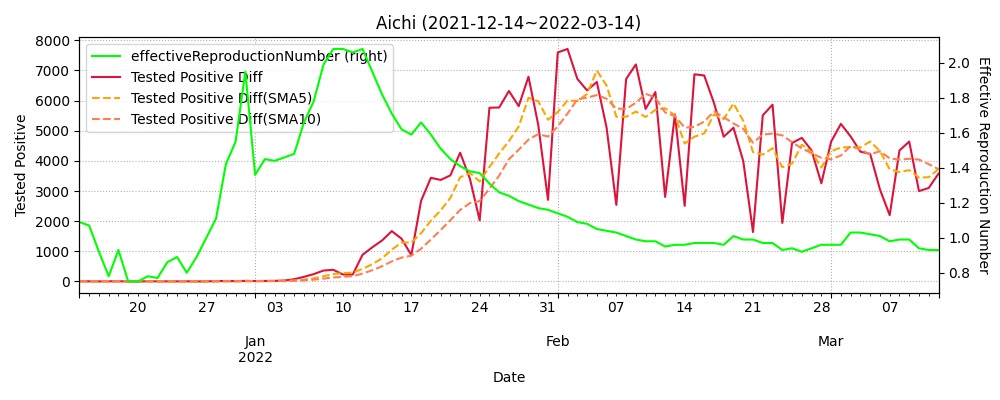 Aichi (2021-12-14~2022-03-14)
effectiveReproductionNumber (right)
Tested Positive Diff
Tested Positive Diff(SMA5)
Tested Positive Diff(SMA10)
Tested Positive
8000
7000
6000
5000
4000
3000
2000
1000
0
2.0
1.8
1.6
1.4
1.2
1.0
0.8
Effective Reproduction Number
20 27 03 10 17 24 31 07 14 21 28 07
Jan Feb Mar
2022
Date